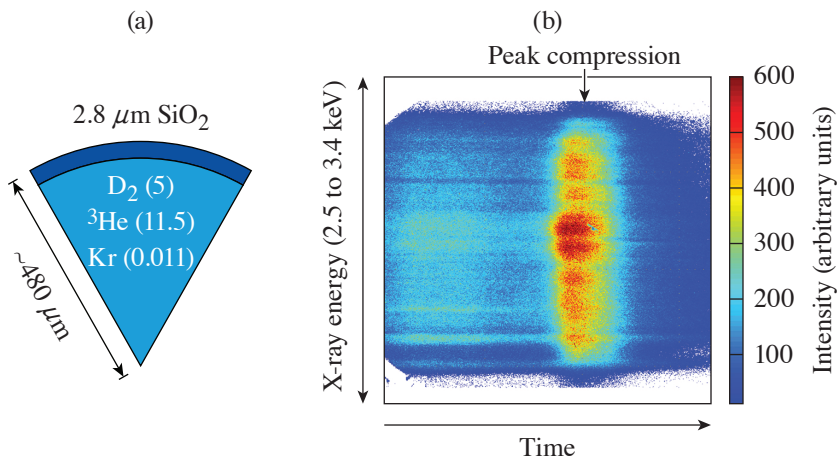 (a)
2.8 μm SiO₂
D₂ (5)
³He (11.5)
Kr (0.011)
~480 μm
(b)
Peak compression
X-ray energy (2.5 to 3.4 keV)
Time
600
500
400
300
200
100
Intensity (arbitrary units)